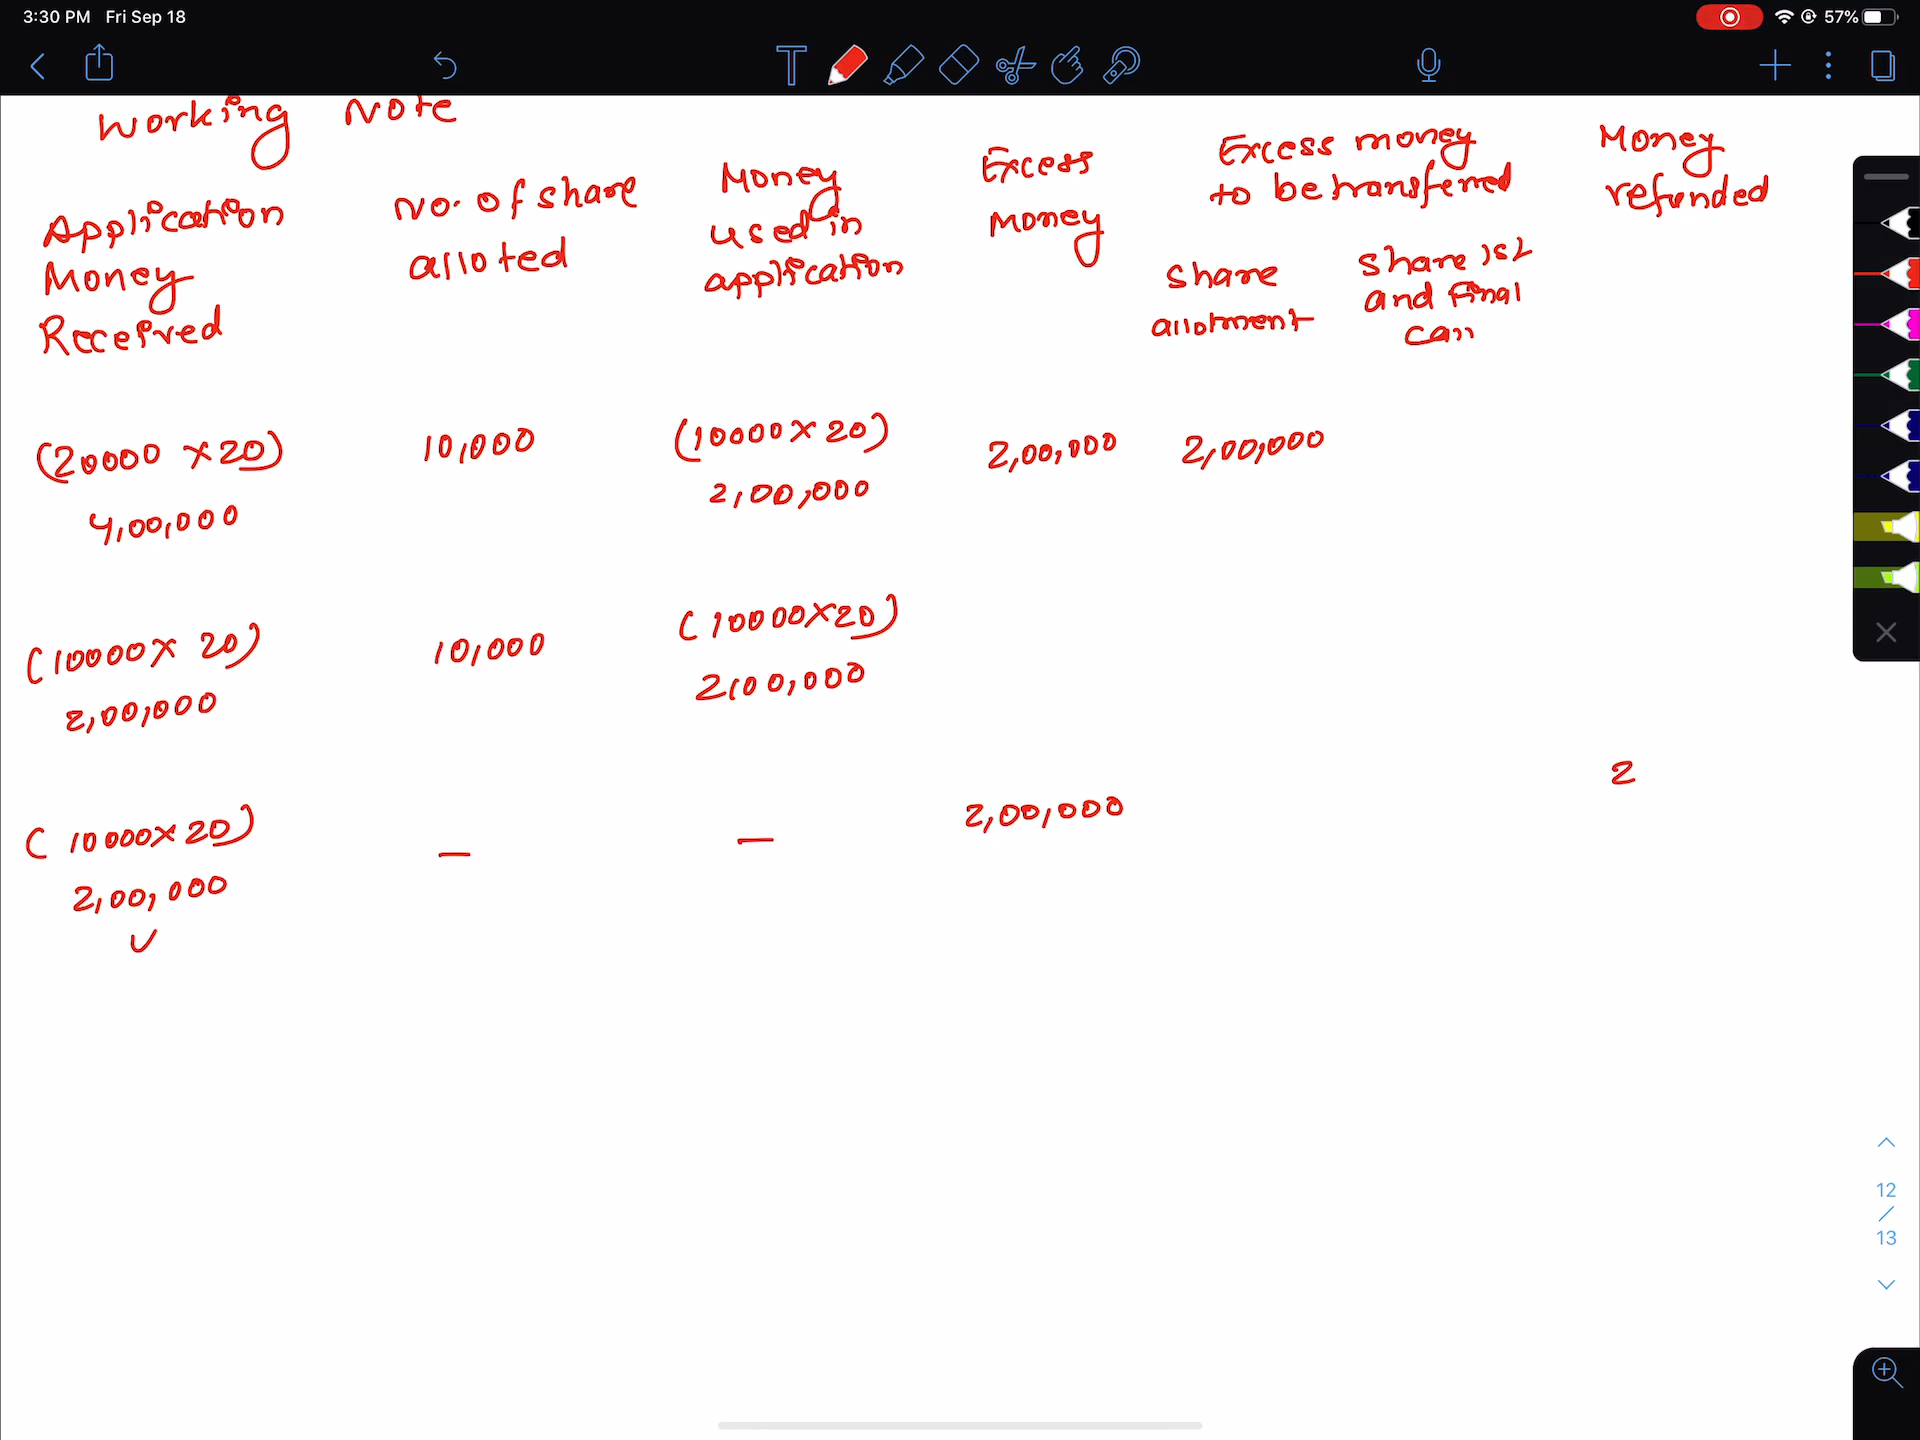 3:30 PM Fri Sep 18
57%
Working Note
Application Money Received
No. of share alloted
Money used in application
Excess Money
Excess money to be transferred
Share allotment
Share 1st and final call
Money refunded
(20000 × 20) 10,000 (10000 × 20) 2,00,000 2,00,000
4,00,000 2,00,000
(10000 × 20) 10,000 (10000 × 20)
2,00,000 2,00,000
(10000 × 20) — — 2,00,000 2
2,00,000
12
/
13